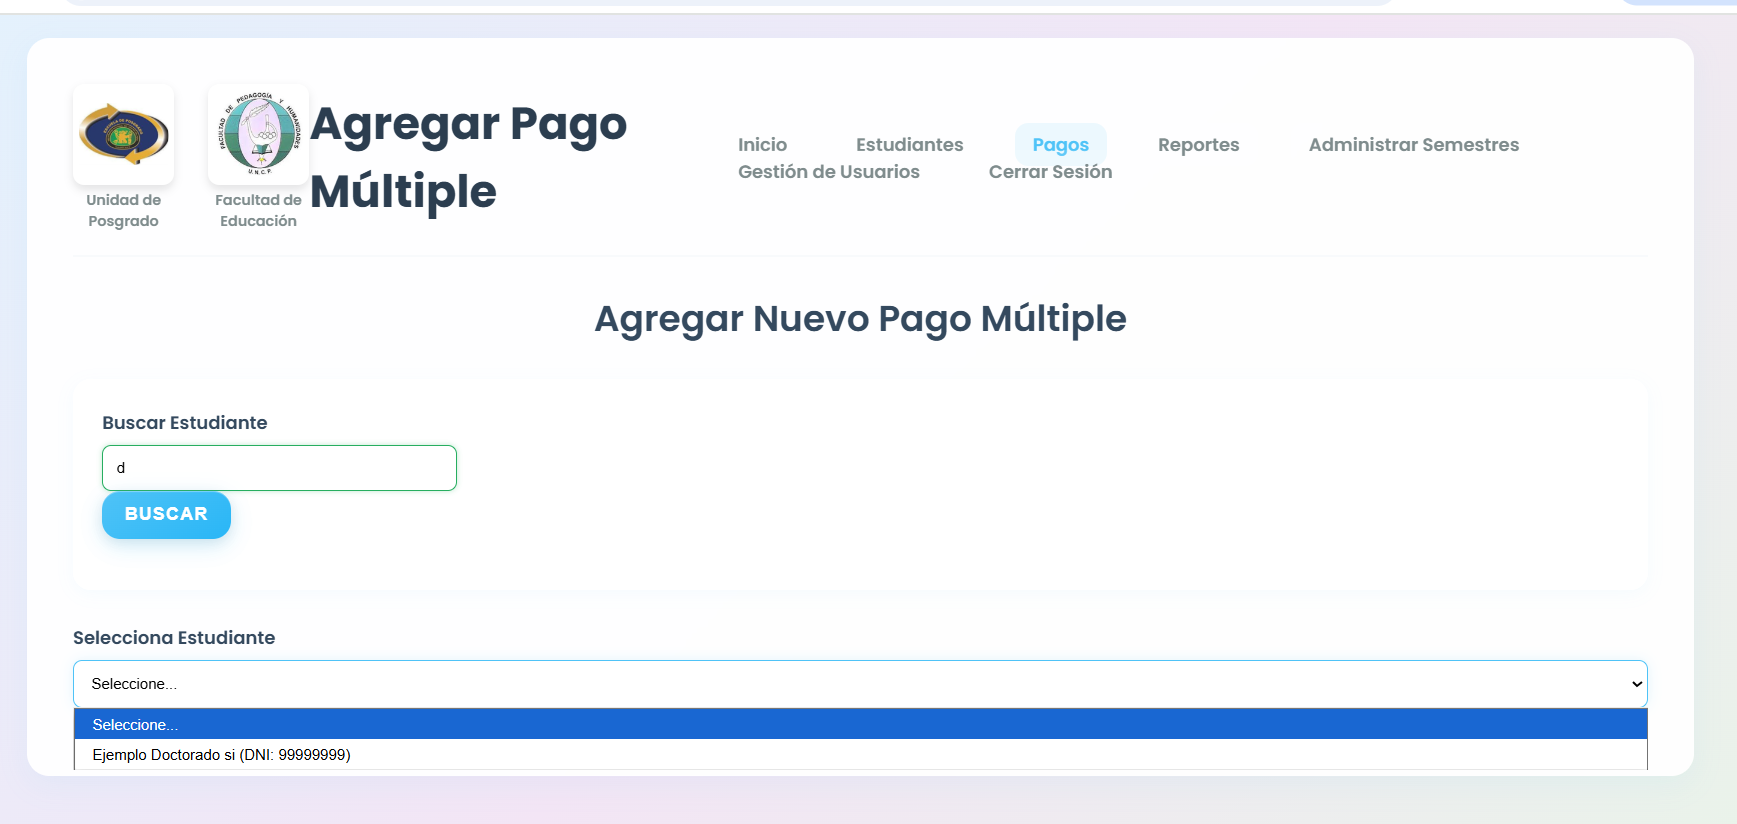 Unidad de
Posgrado
FACULTAD DE PEDAGOGÍA Y HUMANIDADES
U.N.C.P.
Facultad de
Educación
Agregar Pago
Múltiple
Inicio
Estudiantes
Pagos
Reportes
Administrar Semestres
Gestión de Usuarios
Cerrar Sesión
Agregar Nuevo Pago Múltiple
Buscar Estudiante
d
BUSCAR
Selecciona Estudiante
Seleccione...
Seleccione...
Ejemplo Doctorado si (DNI: 99999999)